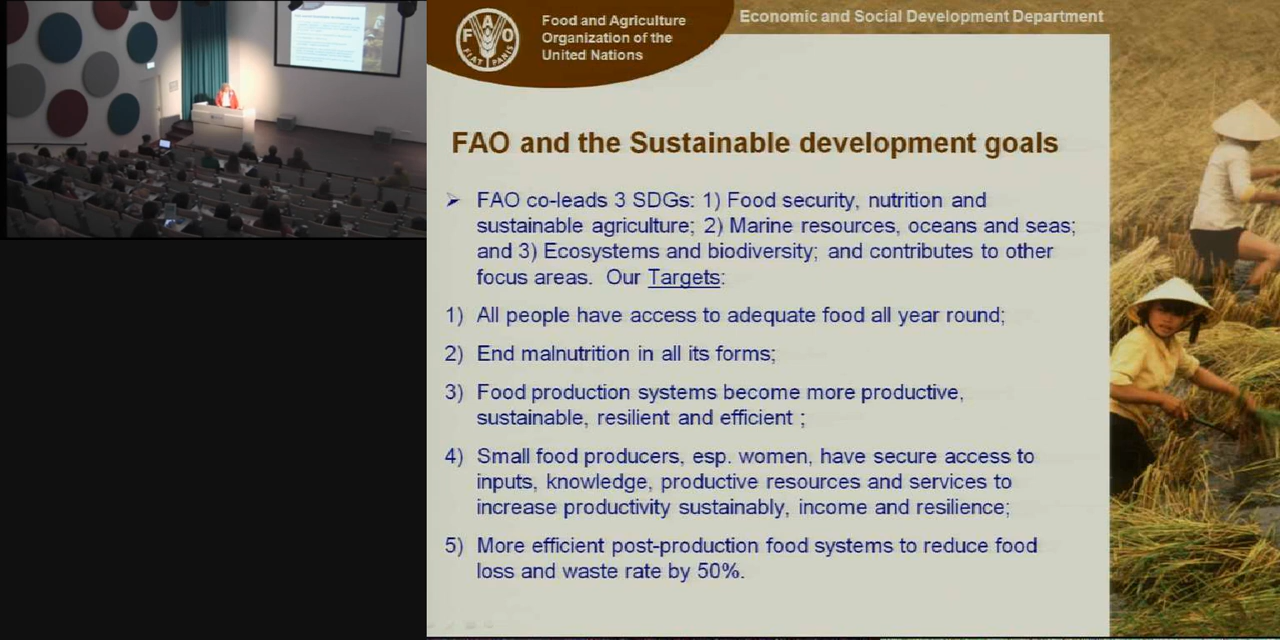 Food and Agriculture
Organization of the
United Nations
F A O
FIAT PANIS
Economic and Social Development Department
FAO and the Sustainable development goals
➢ FAO co-leads 3 SDGs: 1) Food security, nutrition and
sustainable agriculture; 2) Marine resources, oceans and seas;
and 3) Ecosystems and biodiversity; and contributes to other
focus areas. Our Targets:
1) All people have access to adequate food all year round;
2) End malnutrition in all its forms;
3) Food production systems become more productive,
sustainable, resilient and efficient ;
4) Small food producers, esp. women, have secure access to
inputs, knowledge, productive resources and services to
increase productivity sustainably, income and resilience;
5) More efficient post-production food systems to reduce food
loss and waste rate by 50%.